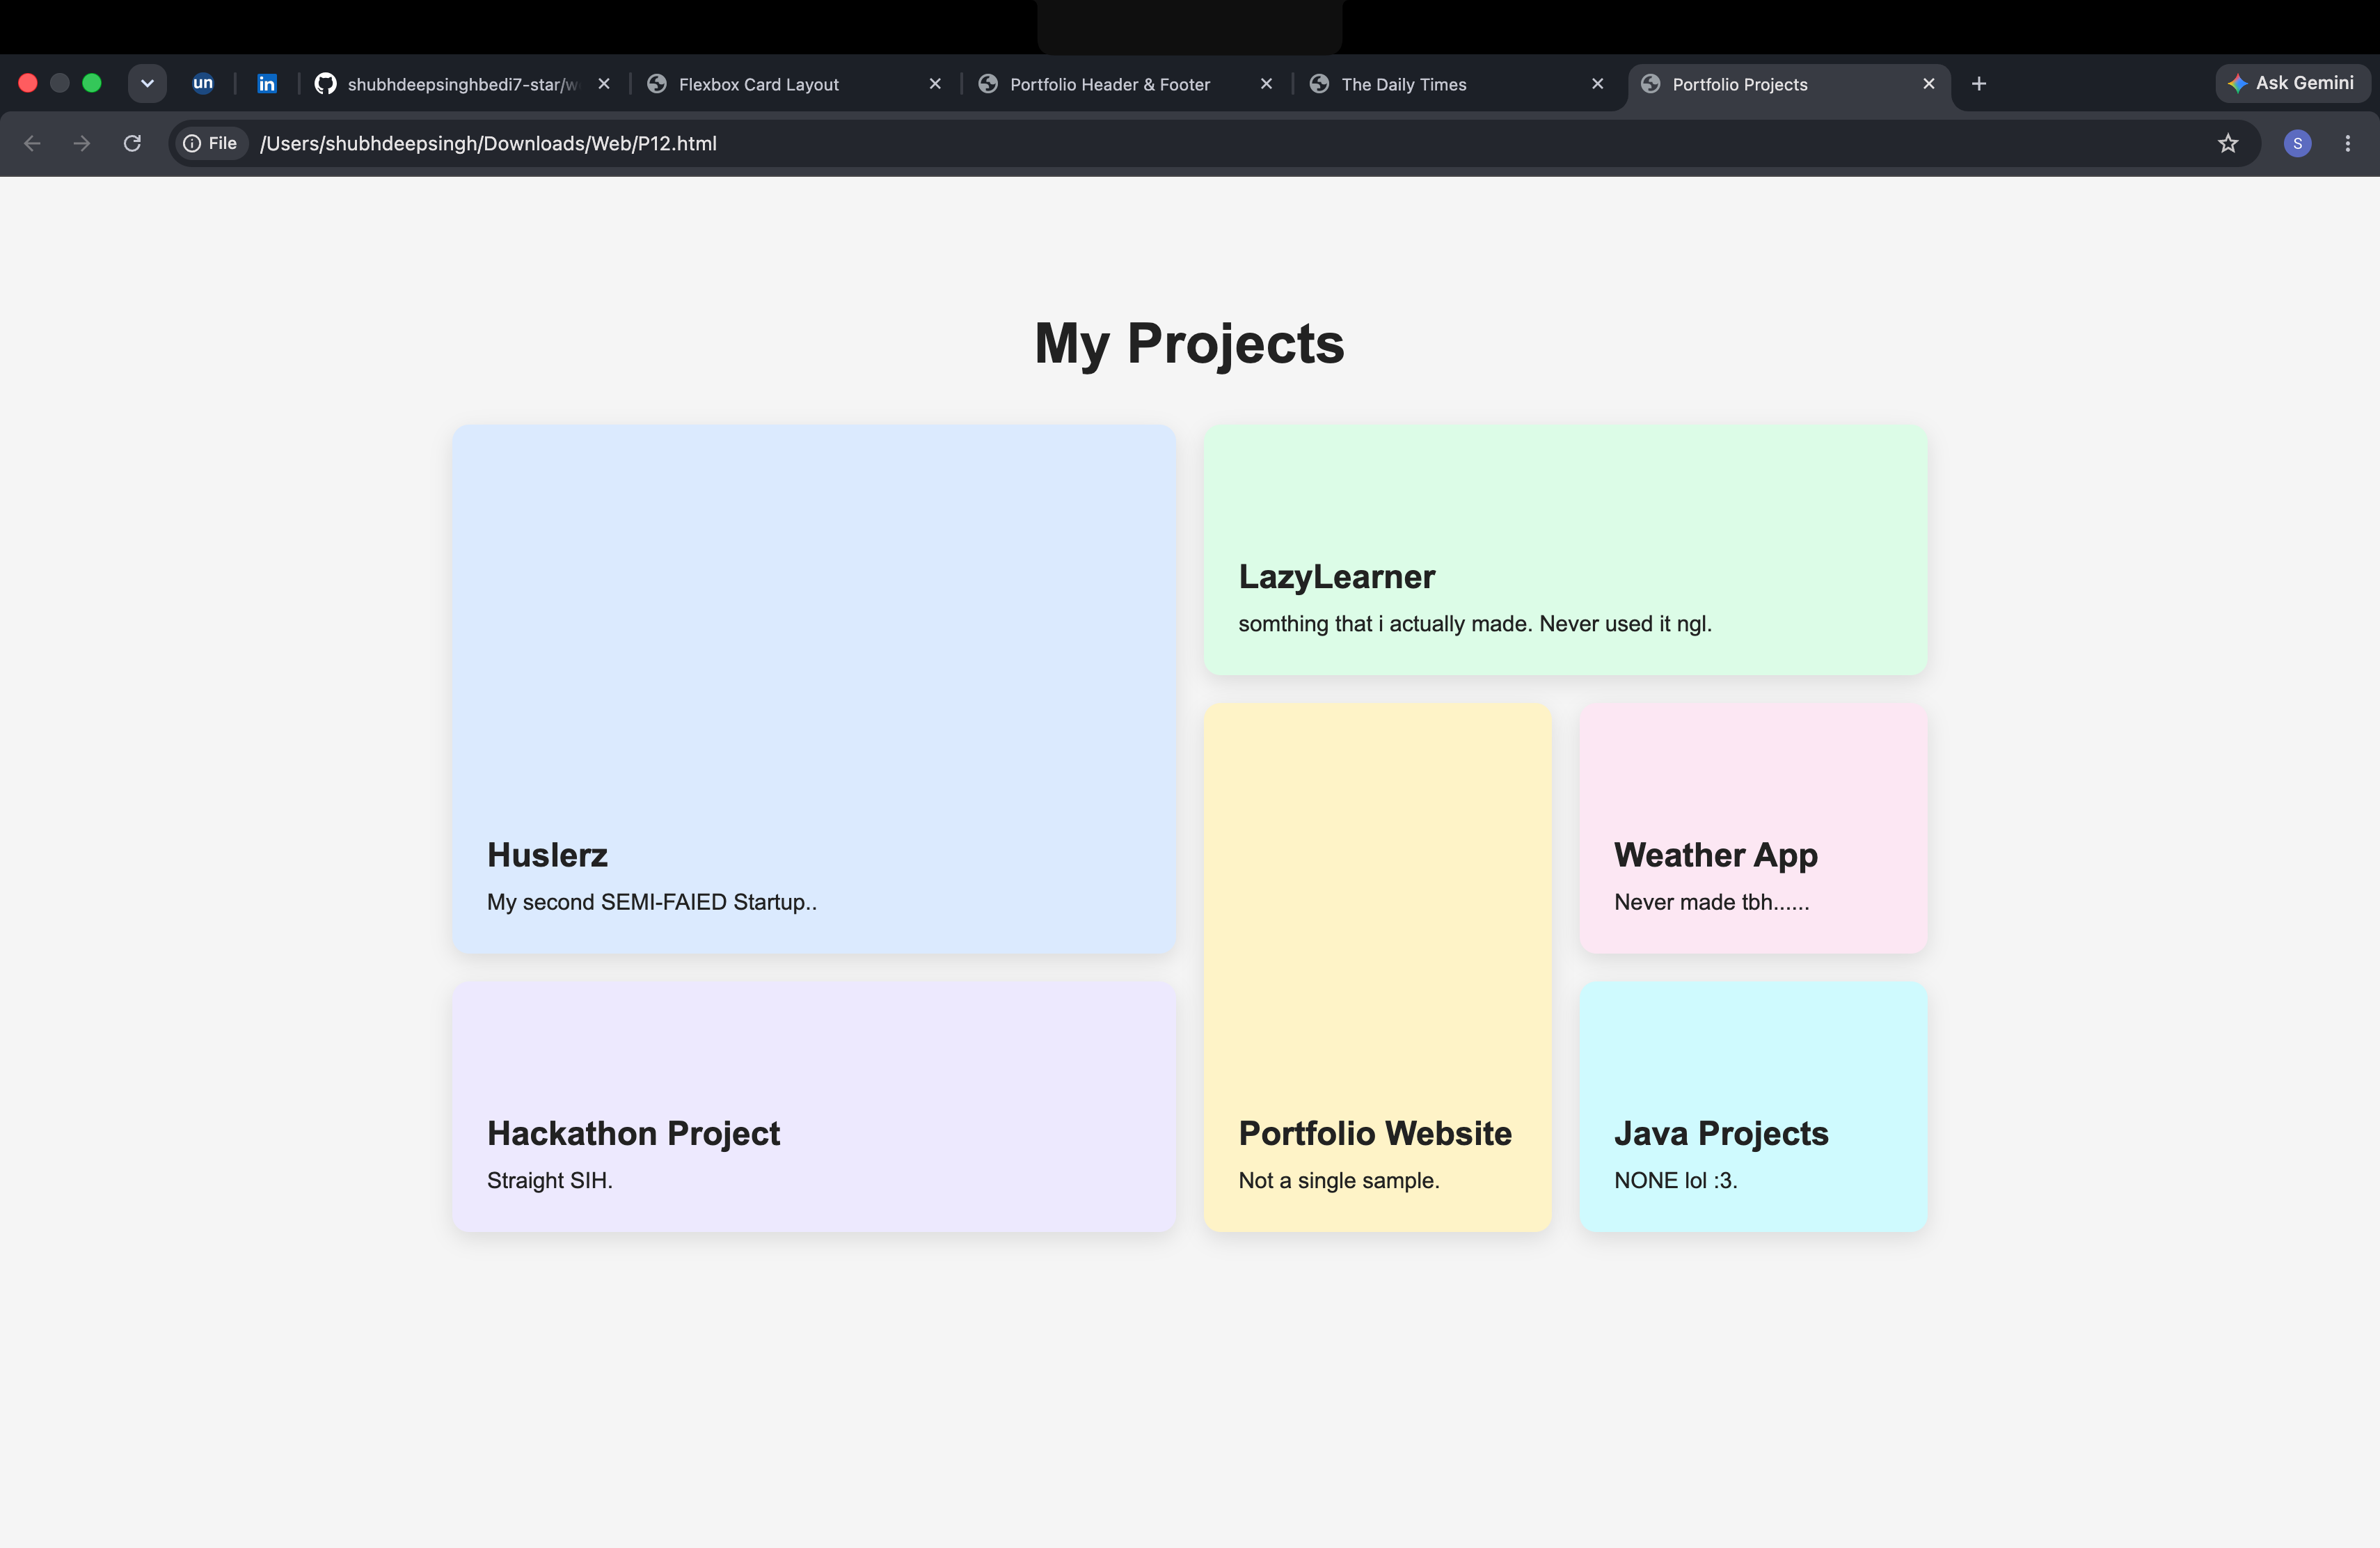 un
in
shubhdeepsinghbedi7-star/w
Flexbox Card Layout
Portfolio Header & Footer
The Daily Times
Portfolio Projects
Ask Gemini
File
/Users/shubhdeepsingh/Downloads/Web/P12.html
S
My Projects
LazyLearner
somthing that i actually made. Never used it ngl.
Huslerz
My second SEMI-FAIED Startup..
Weather App
Never made tbh......
Hackathon Project
Straight SIH.
Portfolio Website
Not a single sample.
Java Projects
NONE lol :3.